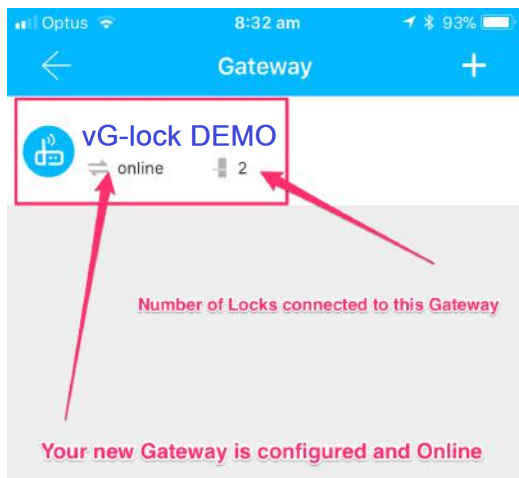 Optus 8:32 am 93%
Gateway
vG-lock DEMO
online 2
Number of Locks connected to this Gateway
Your new Gateway is configured and Online